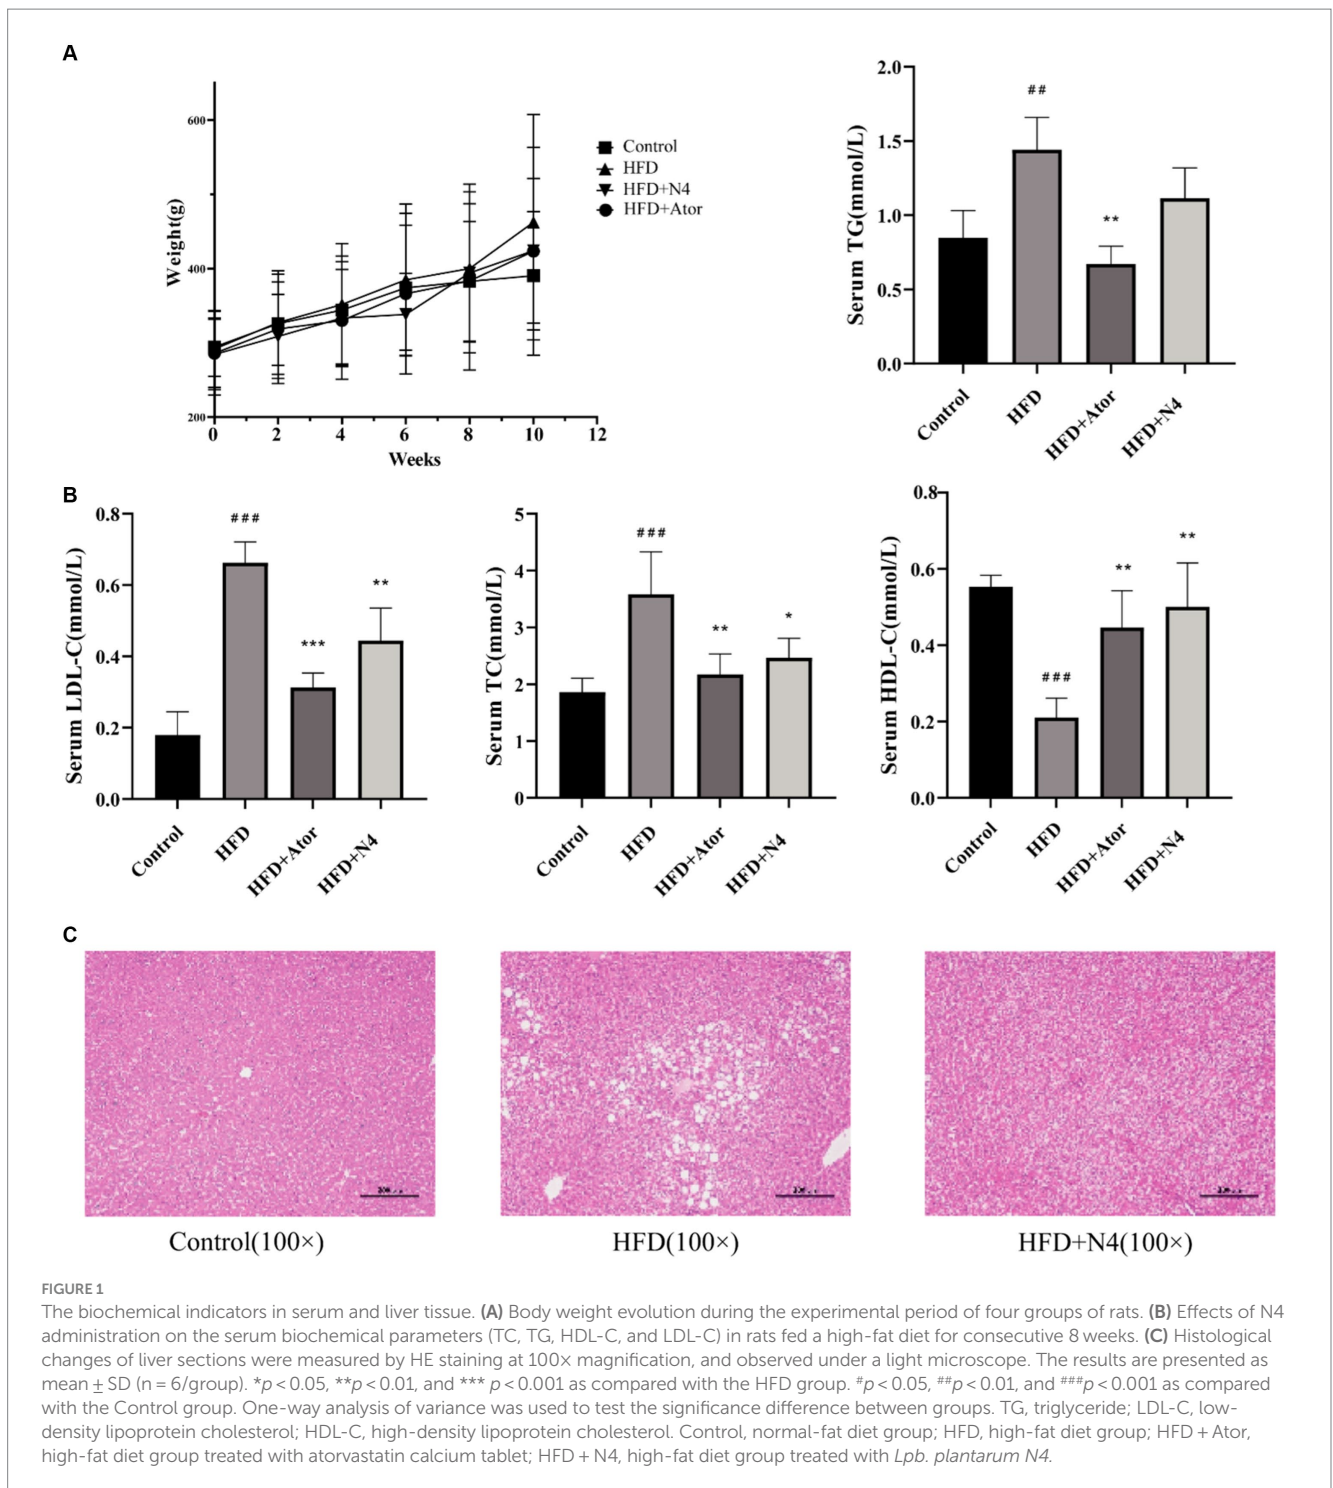 A
600
400
200
Weight(g)
0 2 4 6 8 10 12
Weeks
Control
HFD
HFD+N4
HFD+Ator
Serum TG(mmol/L)
2.0
1.5
1.0
0.5
0.0
##
**
Control HFD HFD+Ator HFD+N4
B
Serum LDL-C(mmol/L)
0.8
0.6
0.4
0.2
0.0
###
***
**
Control HFD HFD+Ator HFD+N4
Serum TC(mmol/L)
5
4
3
2
1
0
###
**
*
Control HFD HFD+Ator HFD+N4
Serum HDL-C(mmol/L)
0.8
0.6
0.4
0.2
0.0
###
**
**
Control HFD HFD+Ator HFD+N4
C
Control(100×) HFD(100×) HFD+N4(100×)
FIGURE 1
The biochemical indicators in serum and liver tissue. (A) Body weight evolution during the experimental period of four groups of rats. (B) Effects of N4
administration on the serum biochemical parameters (TC, TG, HDL-C, and LDL-C) in rats fed a high-fat diet for consecutive 8 weeks. (C) Histological
changes of liver sections were measured by HE staining at 100× magnification, and observed under a light microscope. The results are presented as
mean ± SD (n = 6/group). *p < 0.05, **p < 0.01, and *** p < 0.001 as compared with the HFD group. #p < 0.05, ##p < 0.01, and ###p < 0.001 as compared
with the Control group. One-way analysis of variance was used to test the significance difference between groups. TG, triglyceride; LDL-C, low-
density lipoprotein cholesterol; HDL-C, high-density lipoprotein cholesterol. Control, normal-fat diet group; HFD, high-fat diet group; HFD + Ator,
high-fat diet group treated with atorvastatin calcium tablet; HFD + N4, high-fat diet group treated with Lpb. plantarum N4.